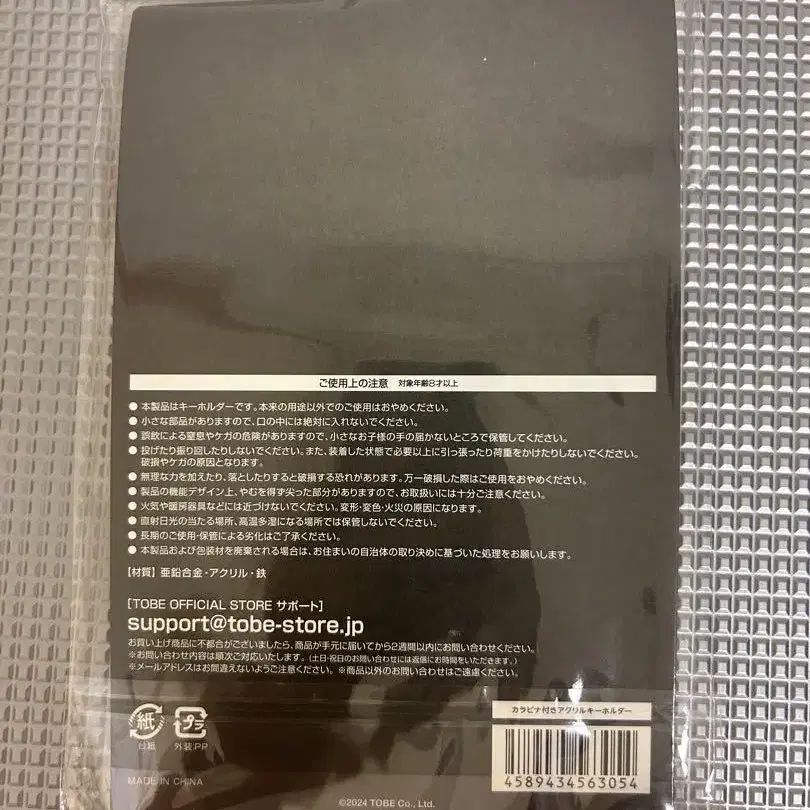 ご使用上の注意 対象年齢8才以上
● 本製品はキーホルダーです。本来の用途以外でのご使用はおやめください。
● 小さな部品がありますので、口の中には絶対に入れないでください。
● 誤飲による窒息やケガの危険がありますので、小さなお子様の手の届かないところで保管してください。
● 投げたり振り回したりしないでください。また、装着した状態で必要以上に引っ張ったり荷重をかけたりしないでください。
破損やケガの原因となります。
● 無理な力を加えたり、落としたりすると破損する恐れがあります。万一破損した際はご使用をおやめください。
● 製品の機能デザイン上、やむを得ず尖った部分がありますので、お取扱いには十分ご注意ください。
● 火気や暖房器具などには近づけないでください。変形・変色・火災の原因になります。
● 直射日光の当たる場所、高温多湿になる場所では保管しないでください。
● 長期のご使用・保管による劣化はご了承ください。
● 本製品および包装材を廃棄される場合は、お住まいの自治体の取り決めに基づいた処理をお願いします。
【材質】亜鉛合金・アクリル・鉄
[TOBE OFFICIAL STORE サポート]
support@tobe-store.jp
お買い上げ商品に不都合がございましたら、商品が手元に届いてから2週間以内にお問い合わせください。
※お問い合わせ内容は順次ご対応いたします。(土日・祝日のお問い合わせには返信にお時間をいただきます。)
※メールアドレスはお間違えないようご注意ください。※商品以外のお問い合わせはご遠慮ください。
紙 プラ
台紙 外装:PP
カラビナ付きアクリルキーホルダー
4589434563054
MADE IN CHINA
©2024 TOBE Co., Ltd.